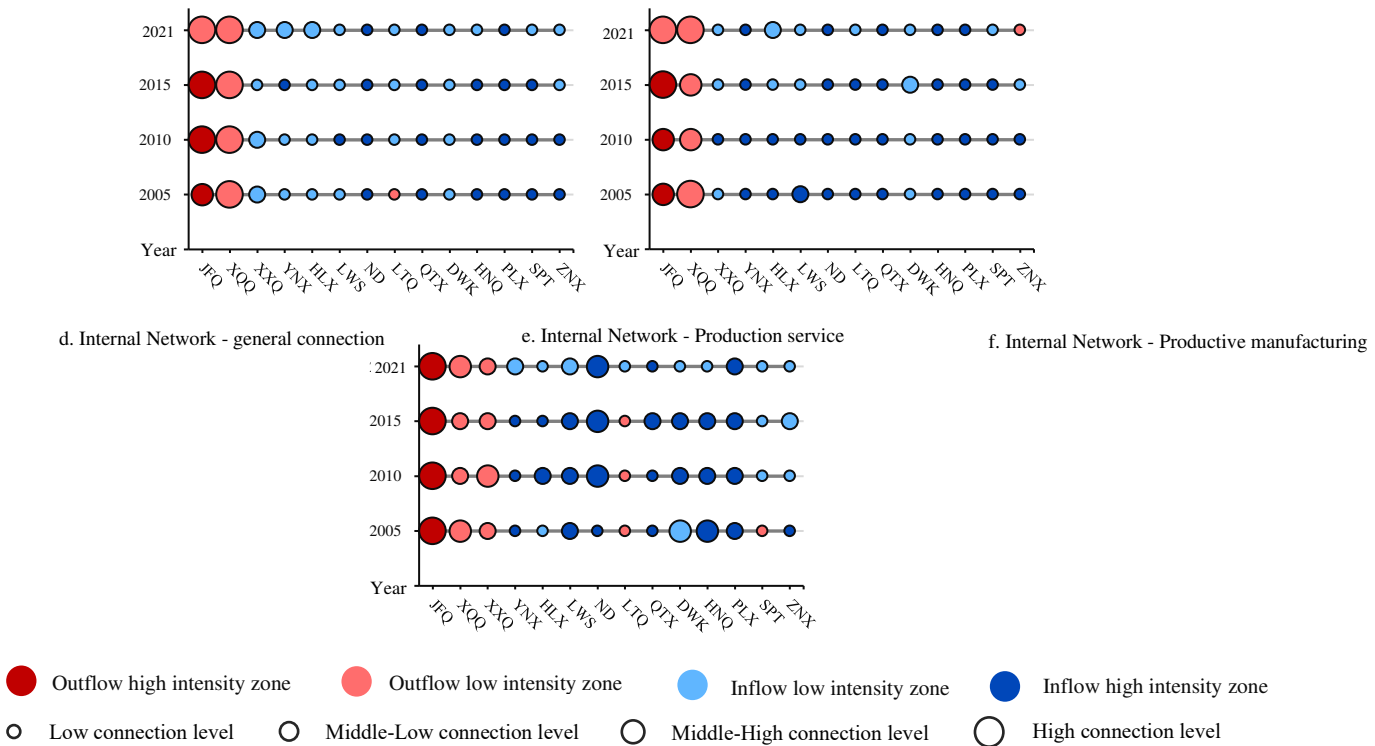 2021
2015
2010
2005
Year
JFQ XQQ XXQ YNX HLX LWS ND LTQ QTX DWK HNQ PLX SPT ZNX
2021
2015
2010
2005
Year
JFQ XQQ XXQ YNX HLX LWS ND LTQ QTX DWK HNQ PLX SPT ZNX
d. Internal Network - general connection
e. Internal Network - Production service
f. Internal Network - Productive manufacturing
2021
2015
2010
2005
Year
JFQ XQQ XXQ YNX HLX LWS ND LTQ QTX DWK HNQ PLX SPT ZNX
Outflow high intensity zone
Outflow low intensity zone
Inflow low intensity zone
Inflow high intensity zone
Low connection level
Middle-Low connection level
Middle-High connection level
High connection level